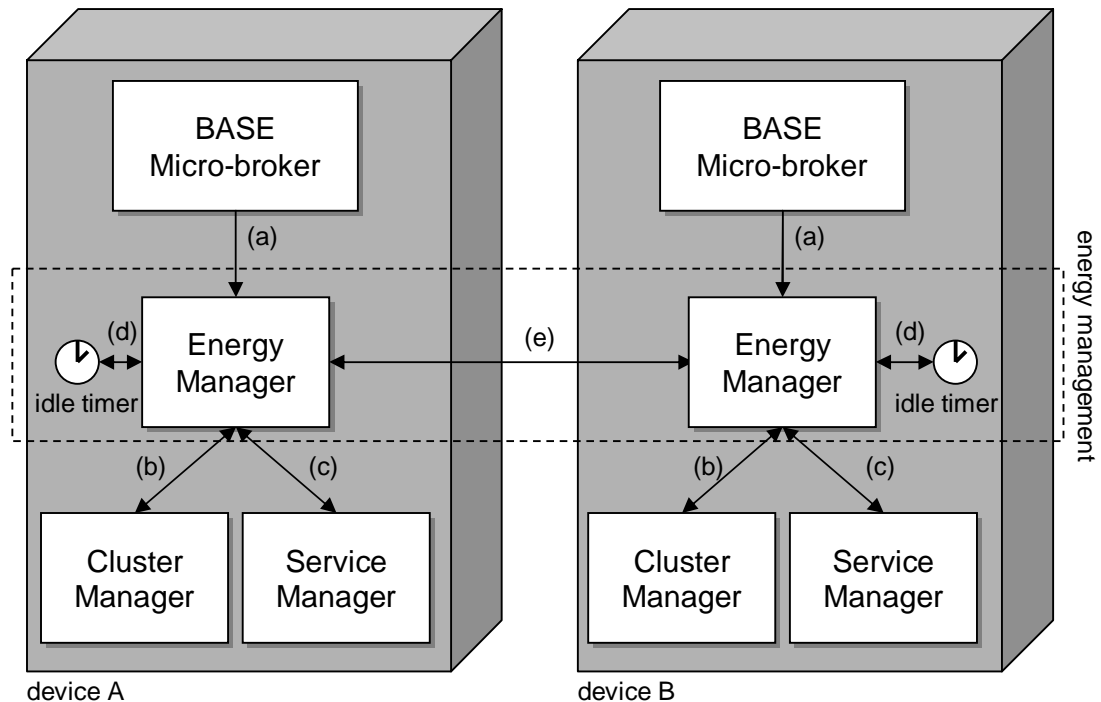 BASE
Micro-broker
(a)
Energy
Manager
(d)
idle timer
(b)
(c)
Cluster
Manager
Service
Manager
device A
(e)
BASE
Micro-broker
(a)
Energy
Manager
(d)
idle timer
(b)
(c)
Cluster
Manager
Service
Manager
device B
energy management